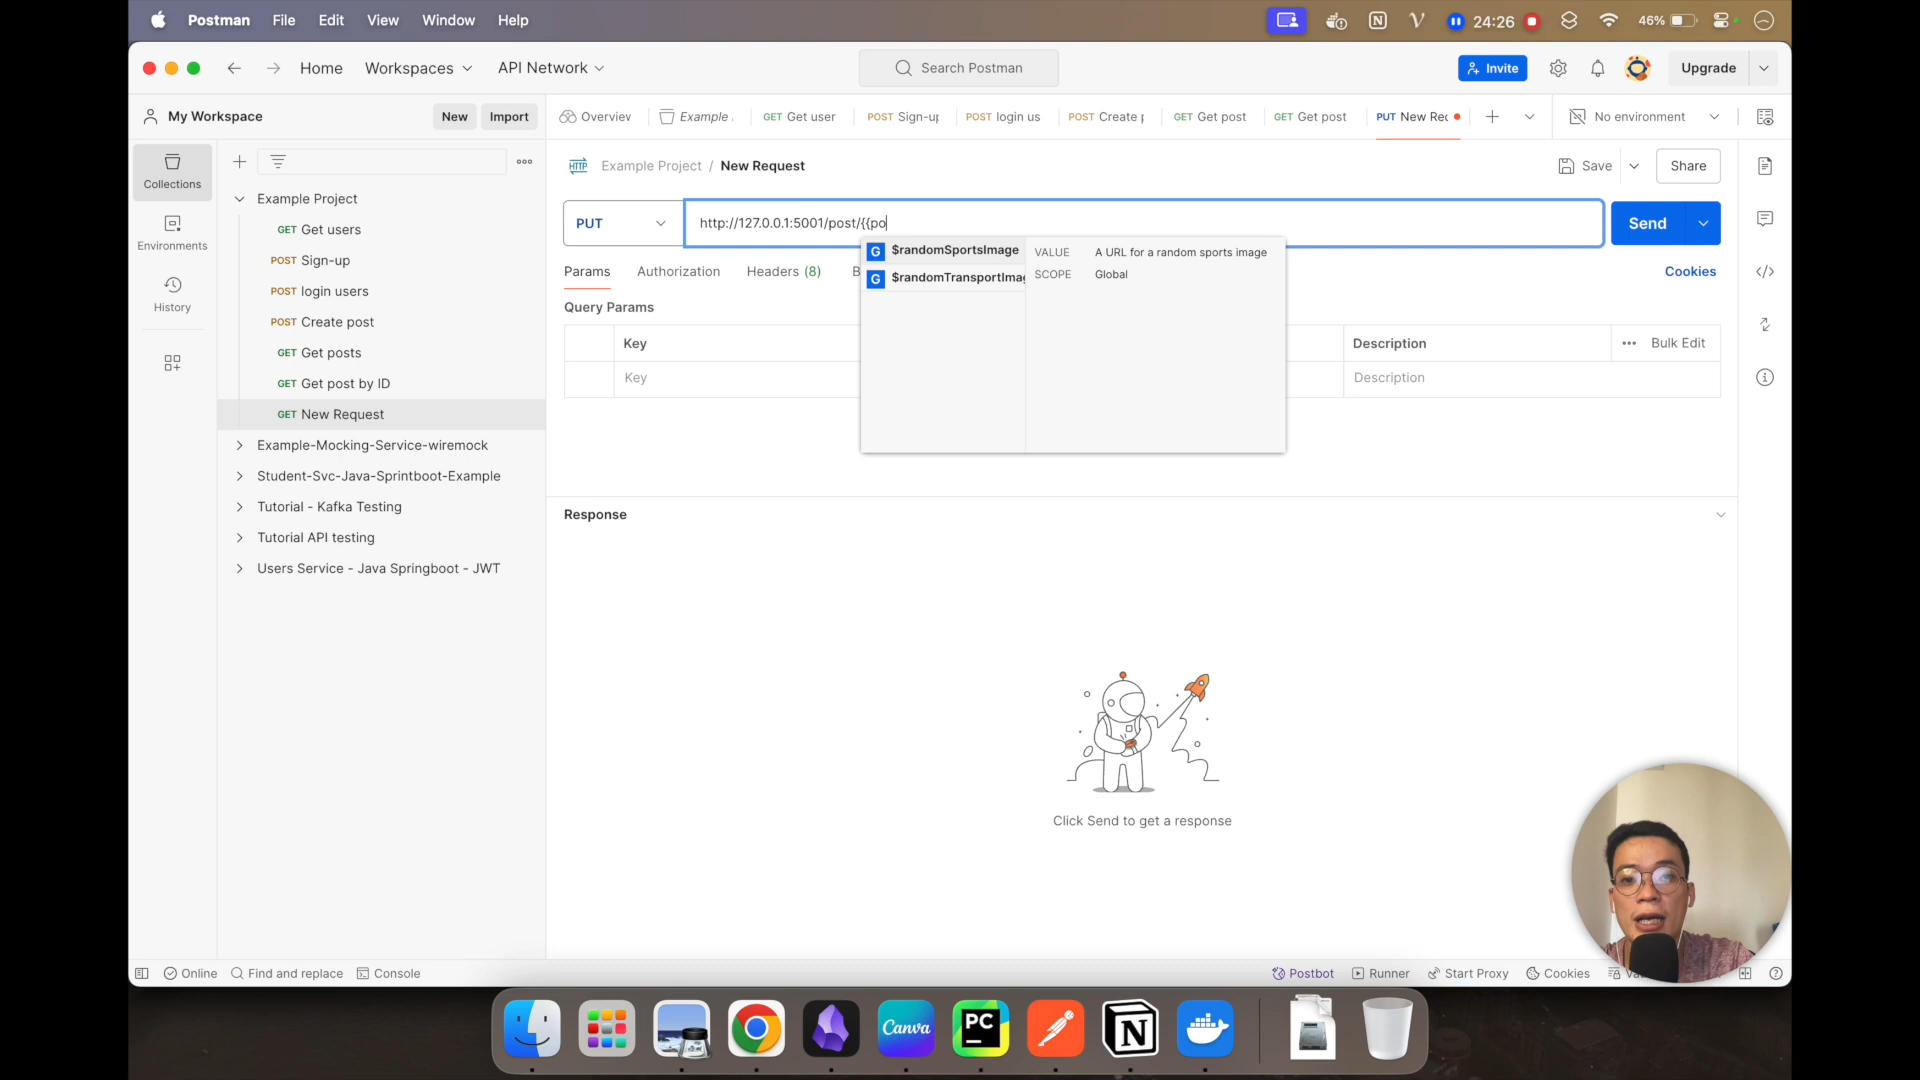 Postman File Edit View Window Help
24:26
46%
Home Workspaces API Network
Search Postman
Invite
Upgrade
My Workspace
New Import
Overview
Example
GET Get user
POST Sign-up
POST login us
POST Create p
GET Get post
GET Get post
PUT New Req
No environment
Collections
Environments
History
Example Project
GET Get users
POST Sign-up
POST login users
POST Create post
GET Get posts
GET Get post by ID
GET New Request
Example-Mocking-Service-wiremock
Student-Svc-Java-Sprintboot-Example
Tutorial - Kafka Testing
Tutorial API testing
Users Service - Java Springboot - JWT
HTTP Example Project / New Request
Save
Share
PUT
http://127.0.0.1:5001/post/{{po
Send
Params Authorization Headers (8) B
Cookies
G $randomSportsImage
G $randomTransportImag
VALUE A URL for a random sports image
SCOPE Global
Query Params
Key Description Bulk Edit
Key Description
Response
Click Send to get a response
Online Find and replace Console
Postbot Runner Start Proxy Cookies
Canva
PC
N